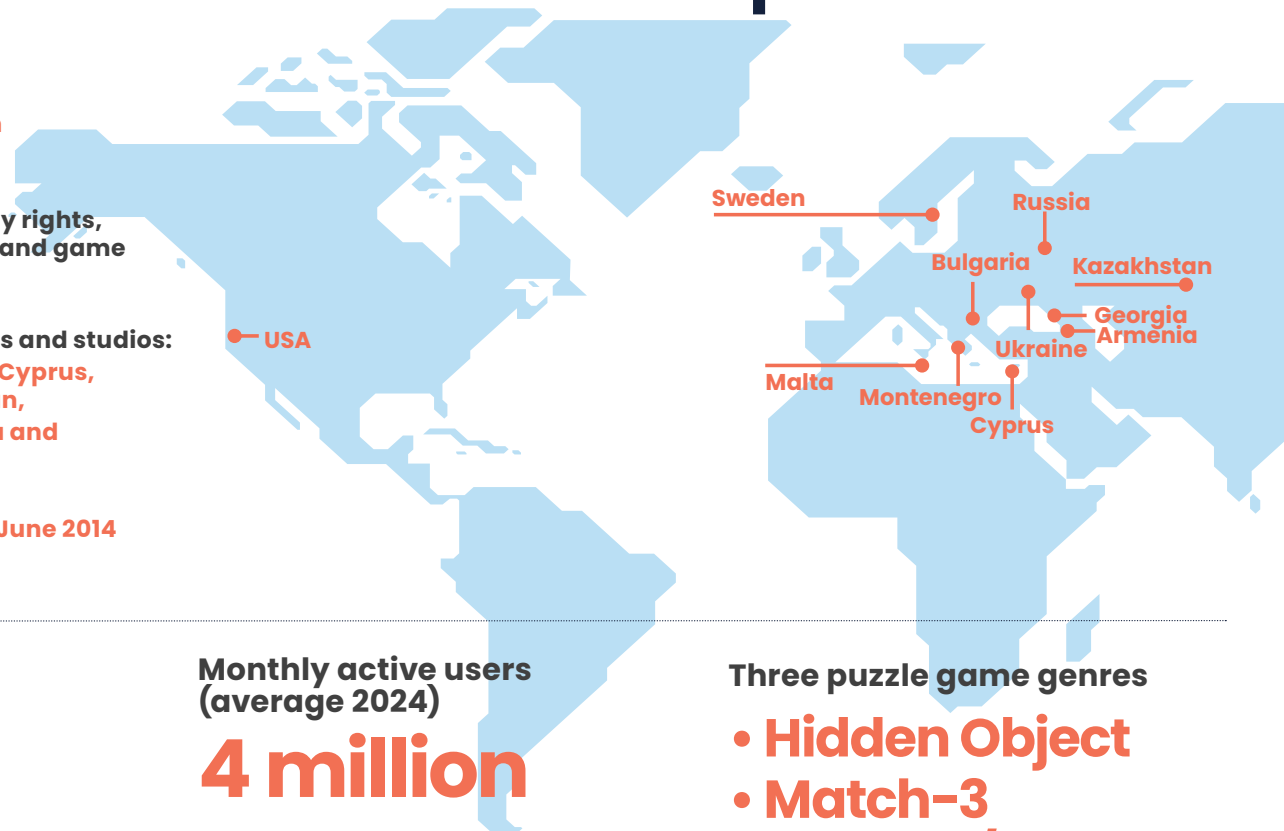 y rights,
and game
s and studios:
Cyprus,
n,
and
June 2014
Sweden
Russia
Bulgaria
Kazakhstan
USA
Georgia
Armenia
Ukraine
Malta
Montenegro
Cyprus
Monthly active users
(average 2024)
4 million
Three puzzle game genres
• Hidden Object
• Match-3